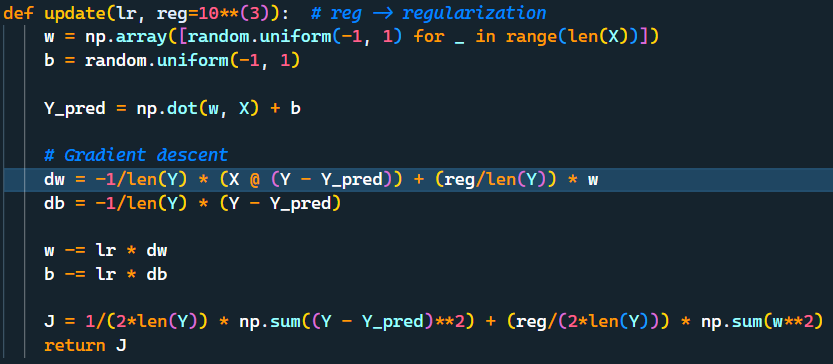 def update(lr, reg=10**(3)):  # reg -> regularization
    w = np.array([random.uniform(-1, 1) for _ in range(len(X))])
    b = random.uniform(-1, 1)

    Y_pred = np.dot(w, X) + b

    # Gradient descent
    dw = -1/len(Y) * (X @ (Y - Y_pred)) + (reg/len(Y)) * w
    db = -1/len(Y) * (Y - Y_pred)

    w -= lr * dw
    b -= lr * db

    J = 1/(2*len(Y)) * np.sum((Y - Y_pred)**2) + (reg/(2*len(Y))) * np.sum(w**2)
    return J